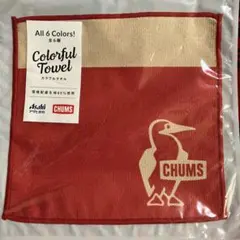 All 6 Colors!
全6種
Colorful
Towel
カラフルタオル
Asahi
CHUMS
CHUMS